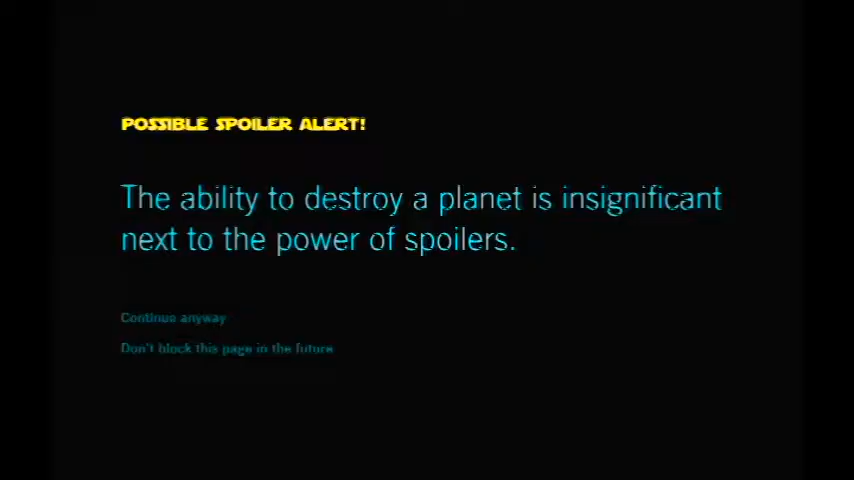 POSSIBLE SPOILER ALERT!
The ability to destroy a planet is insignificant
next to the power of spoilers.
Continue anyway
Don't block this page in the future